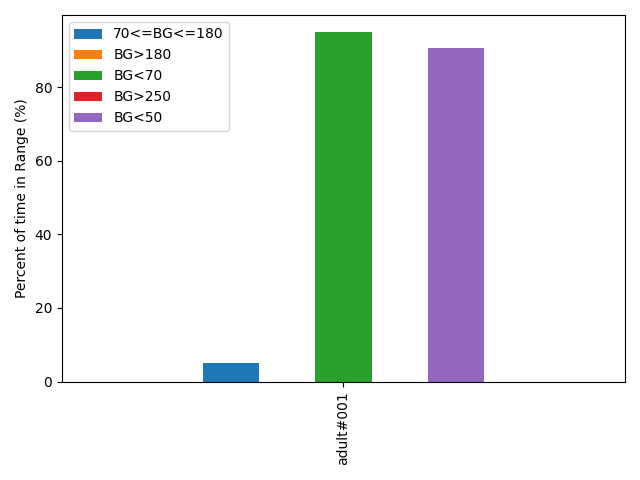 70<=BG<=180
BG>180
BG<70
BG>250
BG<50
Percent of time in Range (%)
80
60
40
20
0
adult#001